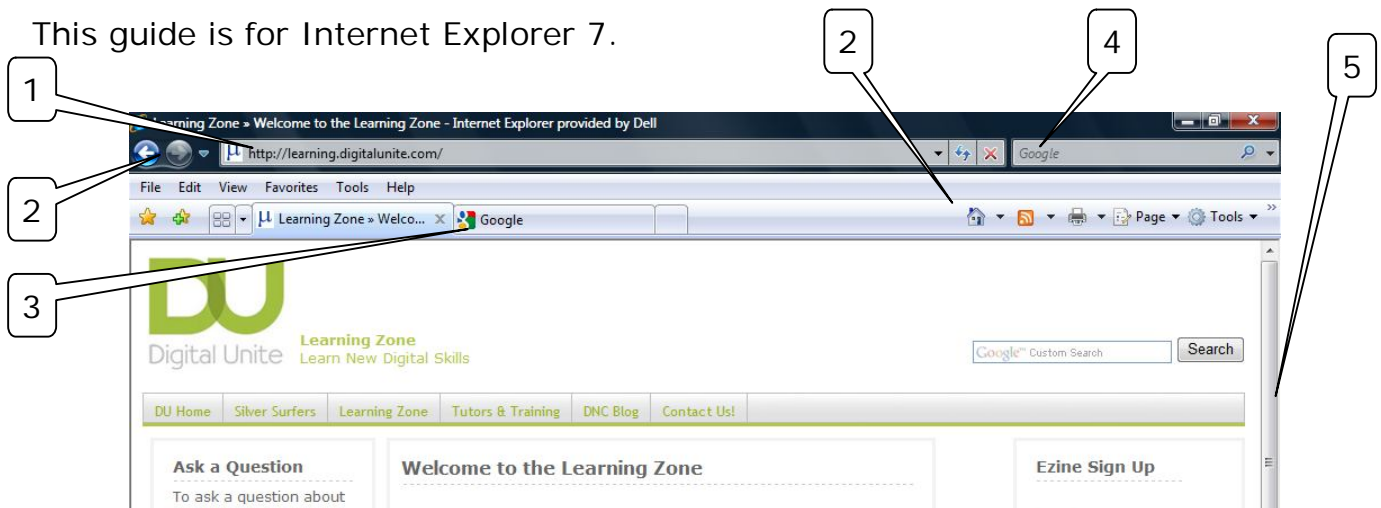 This guide is for Internet Explorer 7.
2
4
5
1
Learning Zone » Welcome to the Learning Zone - Internet Explorer provided by Dell
µ http://learning.digitalunite.com/
Google
2
File Edit View Favorites Tools Help
µ Learning Zone » Welco... X Google
Page Tools »
3
DU
Digital Unite
Learning Zone
Learn New Digital Skills
Google™ Custom Search Search
DU Home Silver Surfers Learning Zone Tutors & Training DNC Blog Contact Us!
Ask a Question
Welcome to the Learning Zone
Ezine Sign Up
To ask a question about